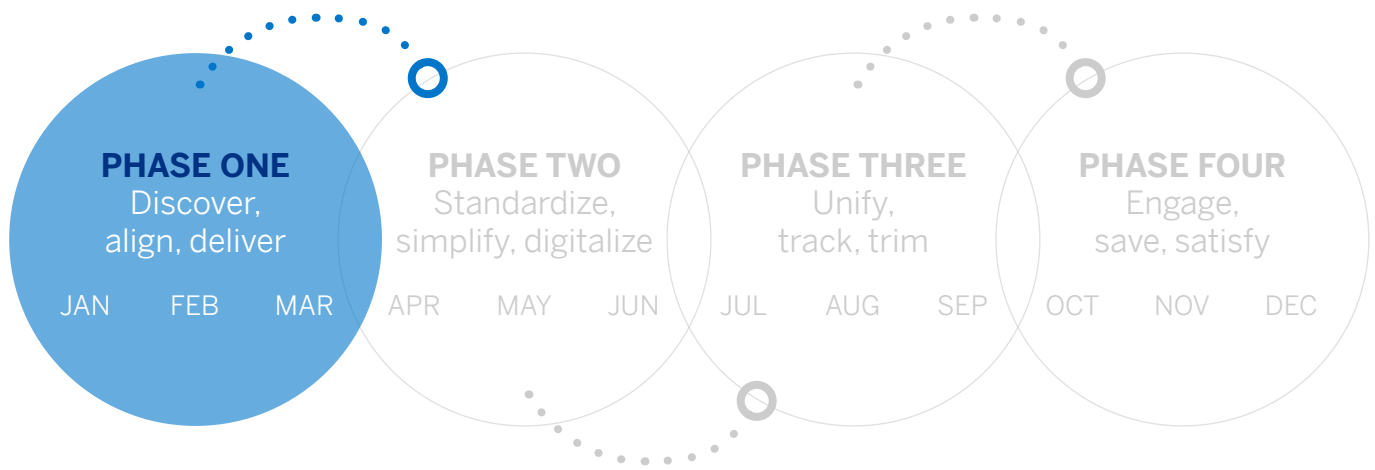 PHASE ONE
Discover,
align, deliver
JAN FEB MAR
PHASE TWO
Standardize,
simplify, digitalize
APR MAY JUN
PHASE THREE
Unify,
track, trim
JUL AUG SEP
PHASE FOUR
Engage,
save, satisfy
OCT NOV DEC